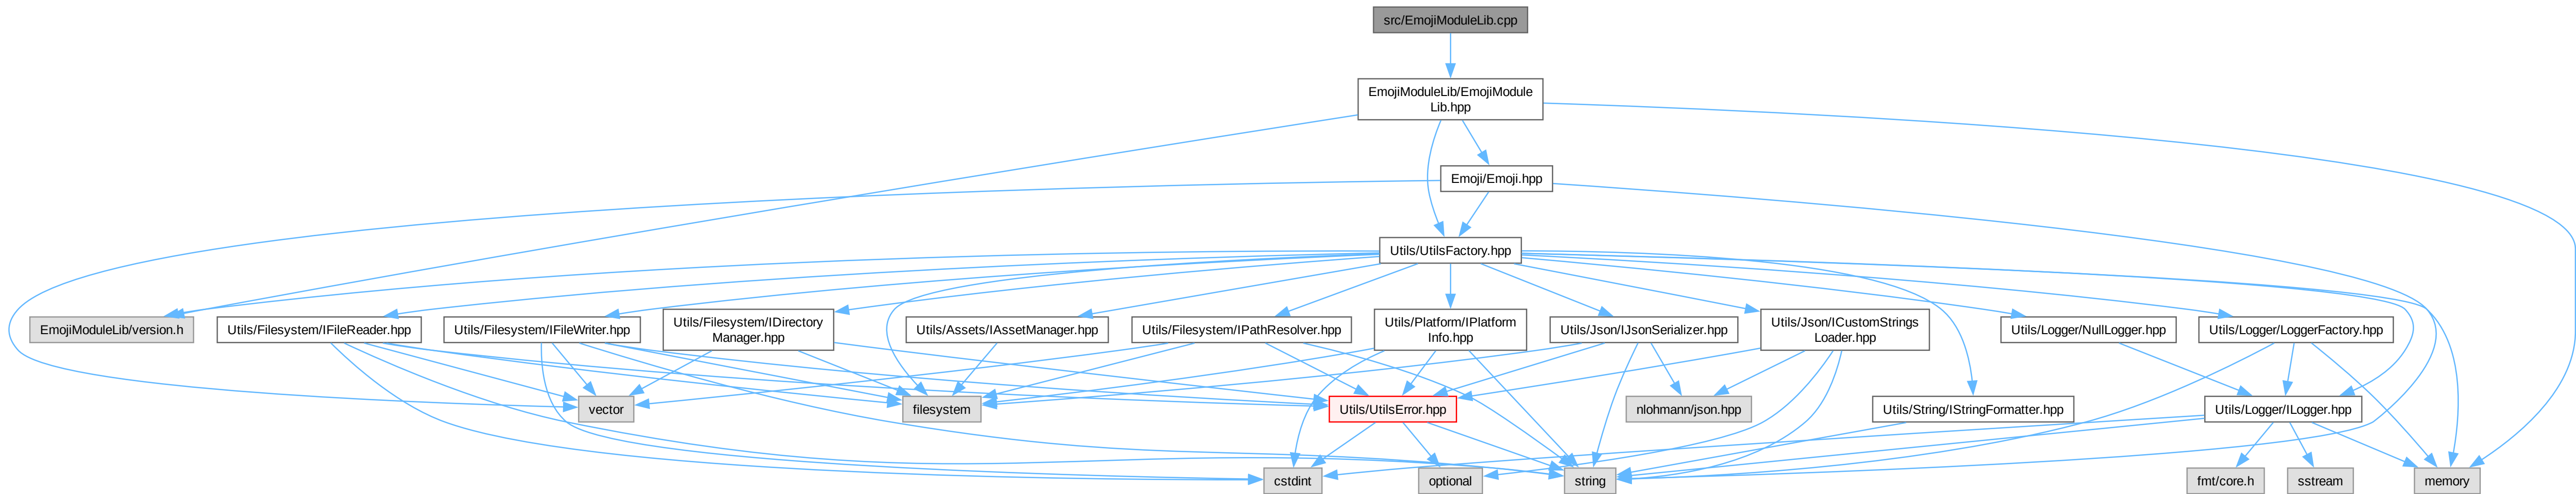 src/EmojiModuleLib.cpp
EmojiModuleLib/EmojiModule
Lib.hpp
Emoji/Emoji.hpp
Utils/UtilsFactory.hpp
EmojiModuleLib/version.h
Utils/Filesystem/IFileReader.hpp
Utils/Filesystem/IFileWriter.hpp
Utils/Filesystem/IDirectory
Manager.hpp
Utils/Assets/IAssetManager.hpp
Utils/Filesystem/IPathResolver.hpp
Utils/Platform/IPlatform
Info.hpp
Utils/Json/IJsonSerializer.hpp
Utils/Json/ICustomStrings
Loader.hpp
Utils/Logger/NullLogger.hpp
Utils/Logger/LoggerFactory.hpp
vector
filesystem
Utils/UtilsError.hpp
nlohmann/json.hpp
Utils/String/IStringFormatter.hpp
Utils/Logger/ILogger.hpp
cstdint
optional
string
fmt/core.h
sstream
memory